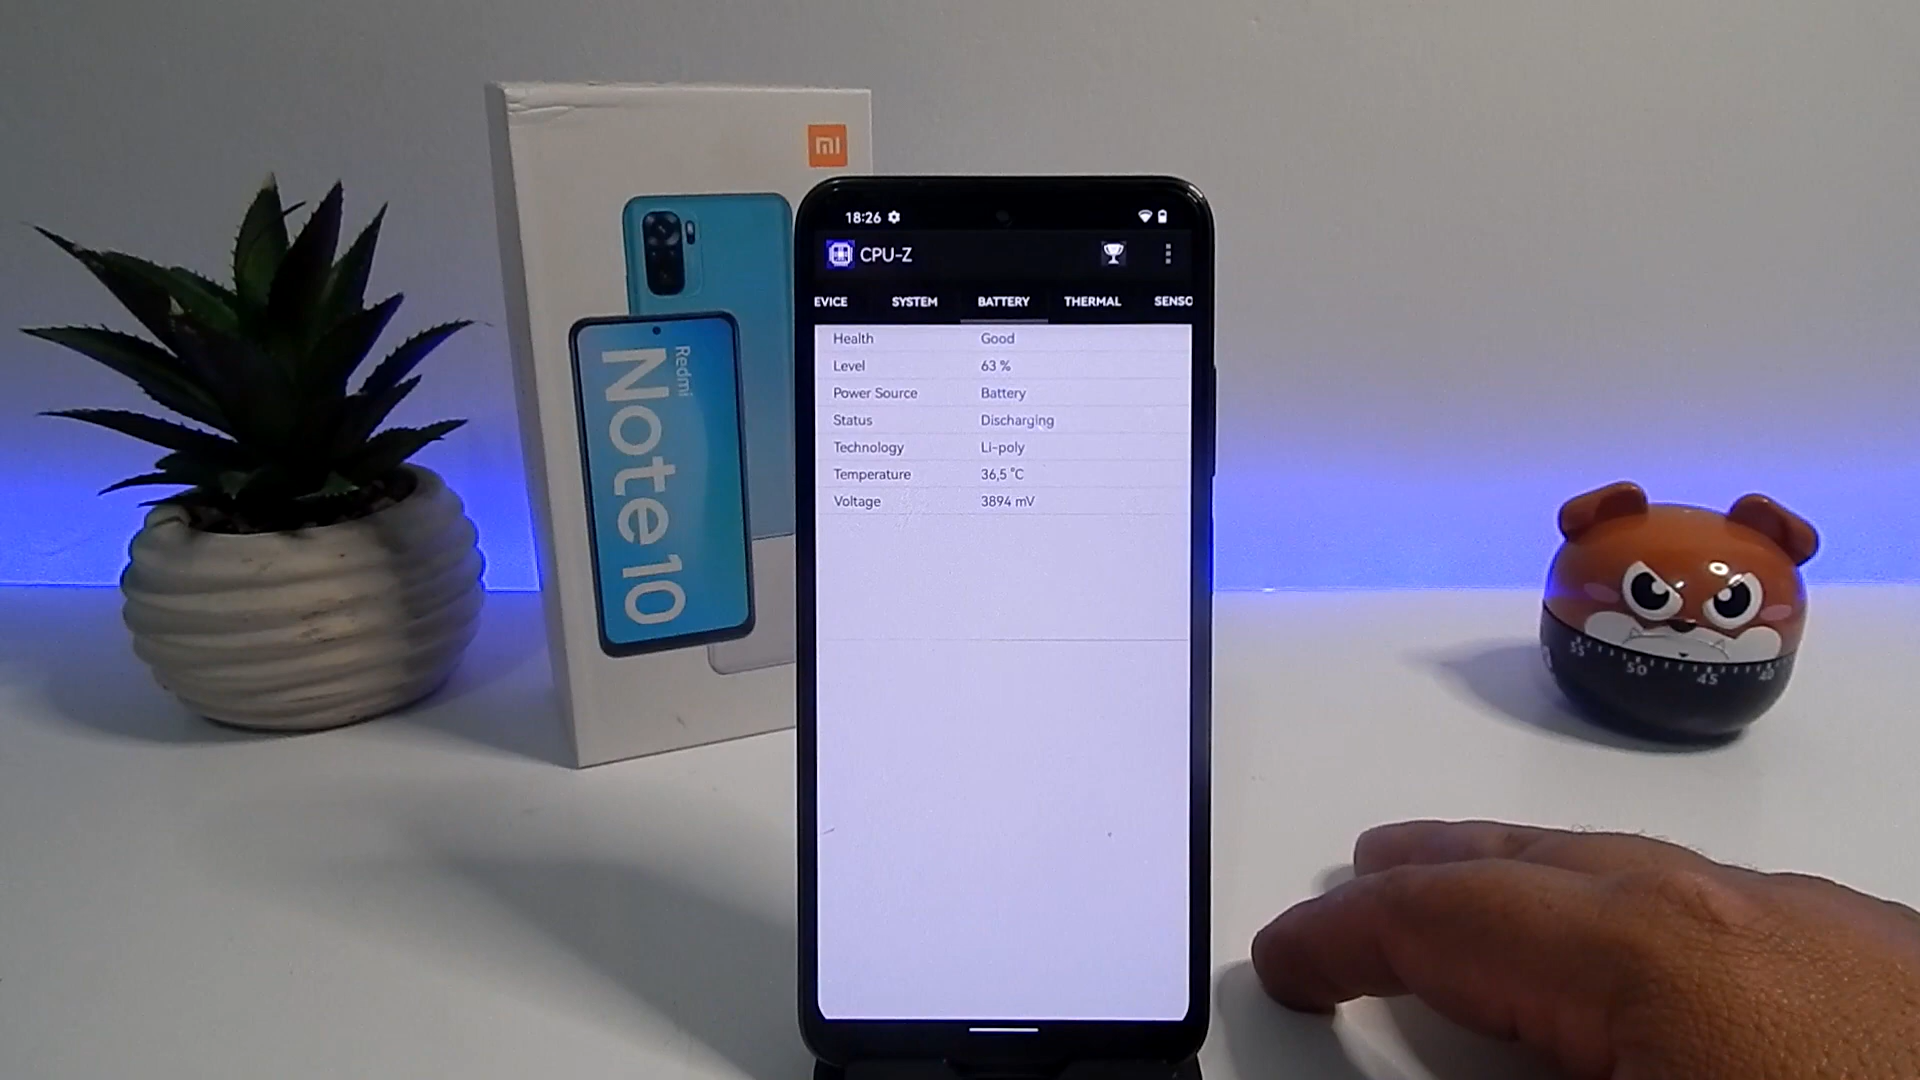 mi
Redmi
Note 10
18:26
CPU-Z
EVICE SYSTEM BATTERY THERMAL SENSO
Health Good
Level 63 %
Power Source Battery
Status Discharging
Technology Li-poly
Temperature 36,5 °C
Voltage 3894 mV
55 50 45 40